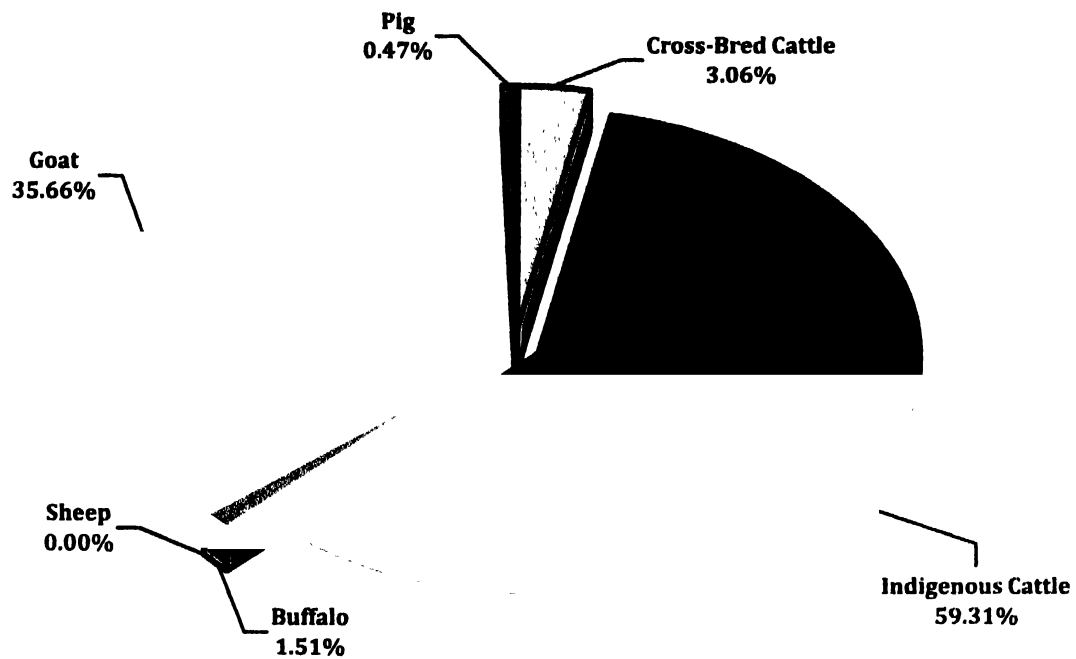 Pig
0.47%
Cross-Bred Cattle
3.06%
Goat
35.66%
Sheep
0.00%
Buffalo
1.51%
Indigenous Cattle
59.31%